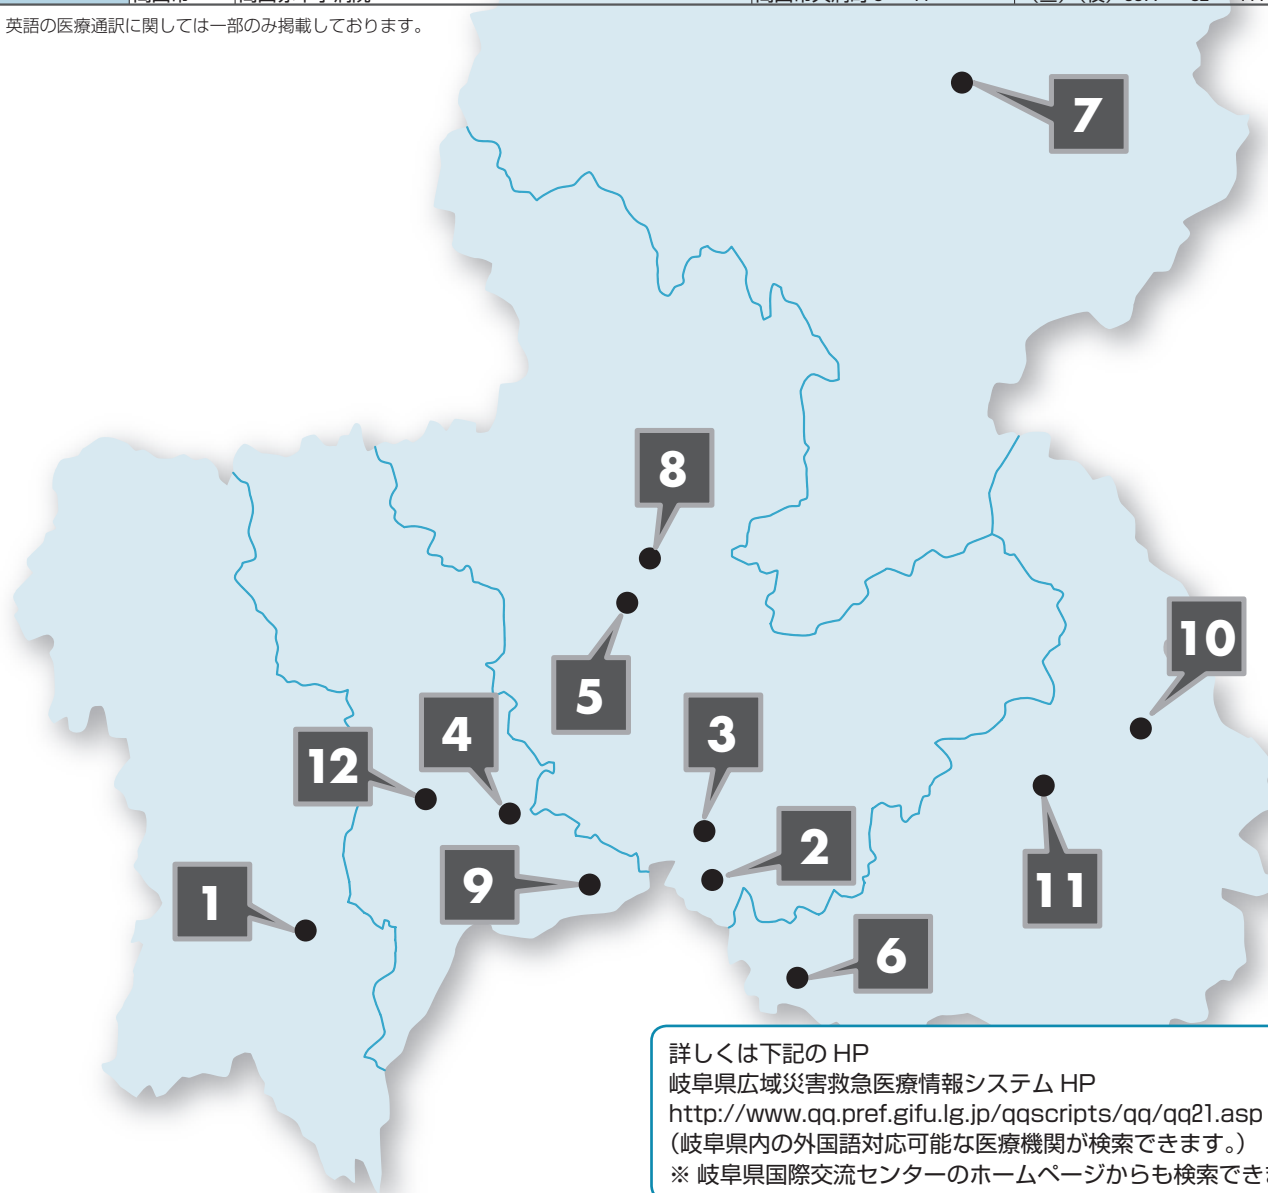 英語の医療通訳に関しては一部のみ掲載しております。
7
8
10
5
3
4
12
2
9
11
1
6
詳しくは下記の HP
岐阜県広域災害救急医療情報システム HP
http://www.qq.pref.gifu.lg.jp/qqscripts/qq/qq21.asp
（岐阜県内の外国語対応可能な医療機関が検索できます。）
※ 岐阜県国際交流センターのホームページからも検索でき